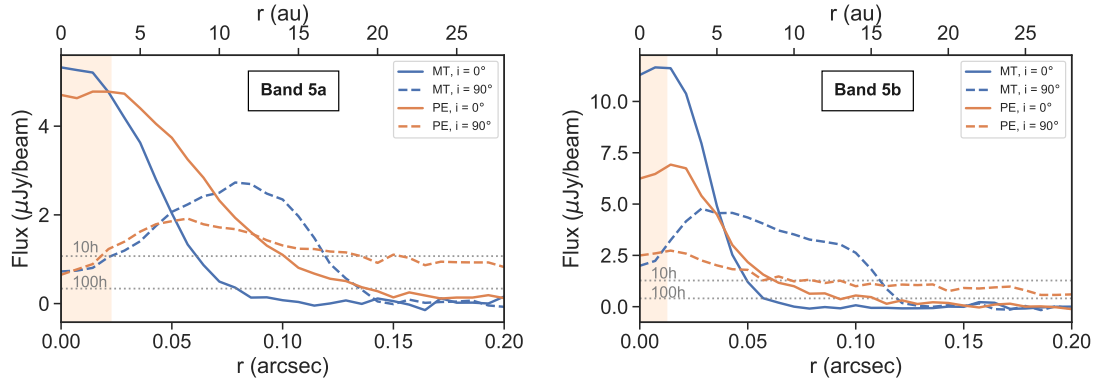 r (au)
0 5 10 15 20 25
Band 5a
MT, i = 0°
MT, i = 90°
PE, i = 0°
PE, i = 90°
Flux (μJy/beam)
4
2
0
10h
100h
0.00 0.05 0.10 0.15 0.20
r (arcsec)
r (au)
0 5 10 15 20 25
Band 5b
MT, i = 0°
MT, i = 90°
PE, i = 0°
PE, i = 90°
Flux (μJy/beam)
10.0
7.5
5.0
2.5
0.0
10h
100h
0.00 0.05 0.10 0.15 0.20
r (arcsec)